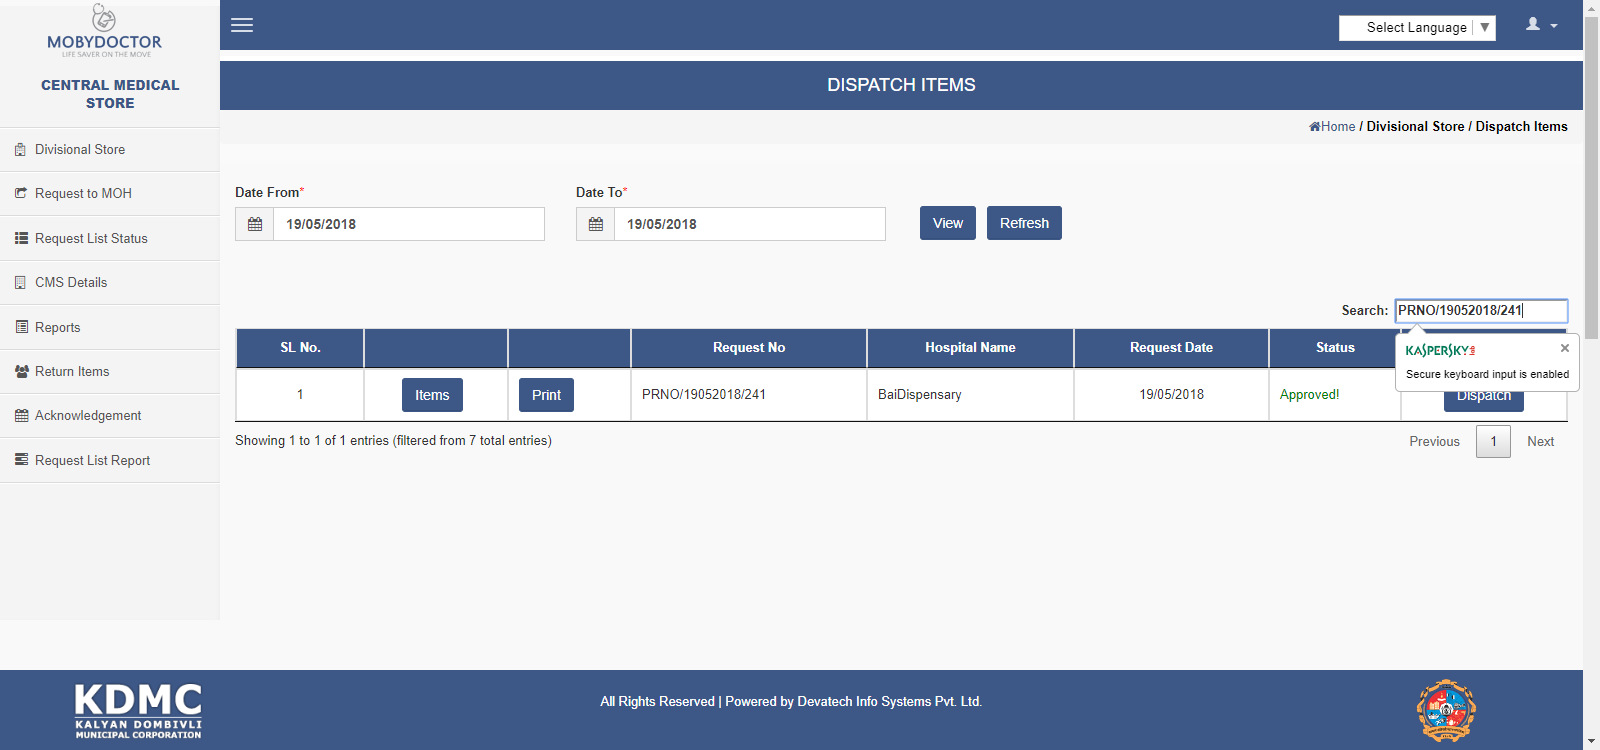 MOBYDOCTOR
LIFE SAVER ON THE MOVE
CENTRAL MEDICAL
STORE
Divisional Store
Request to MOH
Request List Status
CMS Details
Reports
Return Items
Acknowledgement
Request List Report
Select Language ▼
DISPATCH ITEMS
Home / Divisional Store / Dispatch Items
Date From*
Date To*
19/05/2018
19/05/2018
View
Refresh
Search: PRNO/19052018/241
SL No. Request No Hospital Name Request Date Status
KASPERSKY
×
Secure keyboard input is enabled
1 Items Print PRNO/19052018/241 BaiDispensary 19/05/2018 Approved! Dispatch
Showing 1 to 1 of 1 entries (filtered from 7 total entries)
Previous 1 Next
KDMC
KALYAN DOMBIVLI
MUNICIPAL CORPORATION
All Rights Reserved | Powered by Devatech Info Systems Pvt. Ltd.